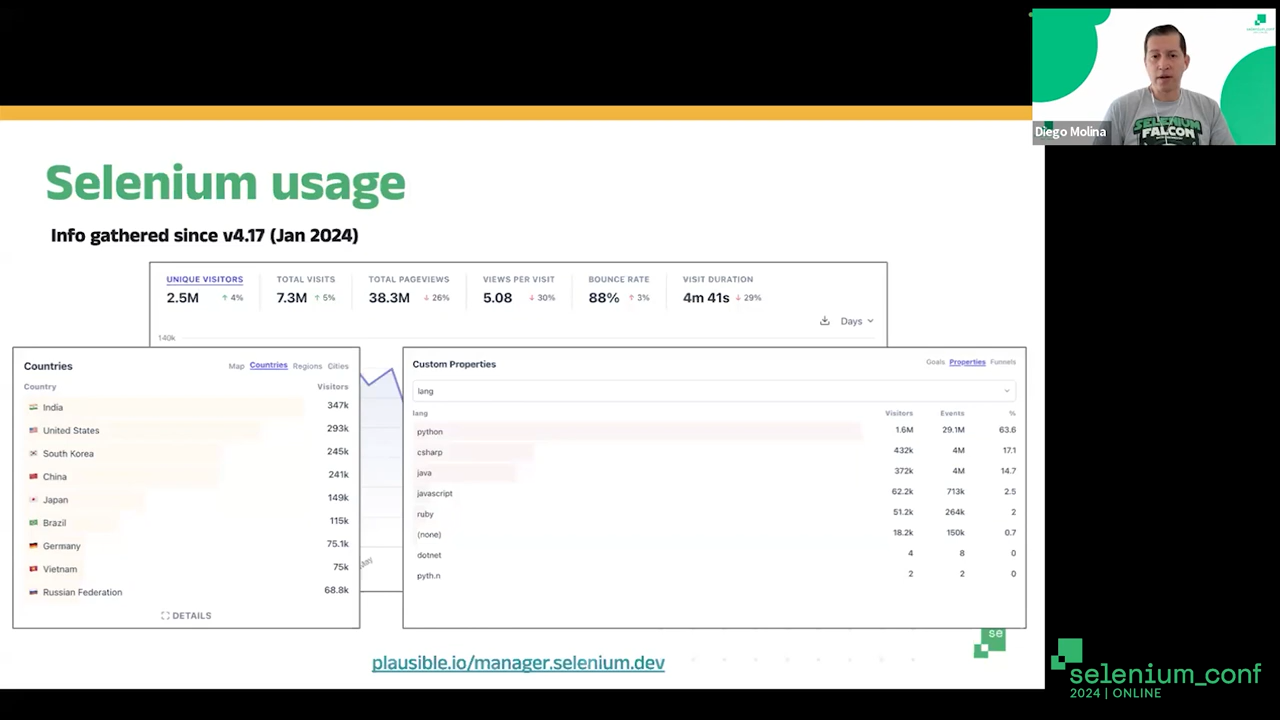 selenium_conf
Diego Molina
SELENIUM
FALCON
Selenium usage
Info gathered since v4.17 (Jan 2024)
UNIQUE VISITORS TOTAL VISITS TOTAL PAGEVIEWS VIEWS PER VISIT BOUNCE RATE VISIT DURATION
2.5M ↑ 4% 7.3M ↑ 5% 38.3M ↓ 26% 5.08 ↓ 30% 88% ↑ 3% 4m 41s ↓ 29%
Days
140k
Countries Map Countries Regions Cities
Country Visitors
India 347k
United States 293k
South Korea 245k
China 241k
Japan 149k
Brazil 115k
Germany 75.1k
Vietnam 75k
Russian Federation 68.8k
DETAILS
Custom Properties Goals Properties Funnels
lang
lang Visitors Events %
python 1.6M 29.1M 63.6
csharp 432k 4M 17.1
java 372k 4M 14.7
javascript 62.2k 713k 2.5
ruby 51.2k 264k 2
(none) 18.2k 150k 0.7
dotnet 4 8 0
pyth.n 2 2 0
se
plausible.io/manager.selenium.dev
selenium_conf
2024 | ONLINE